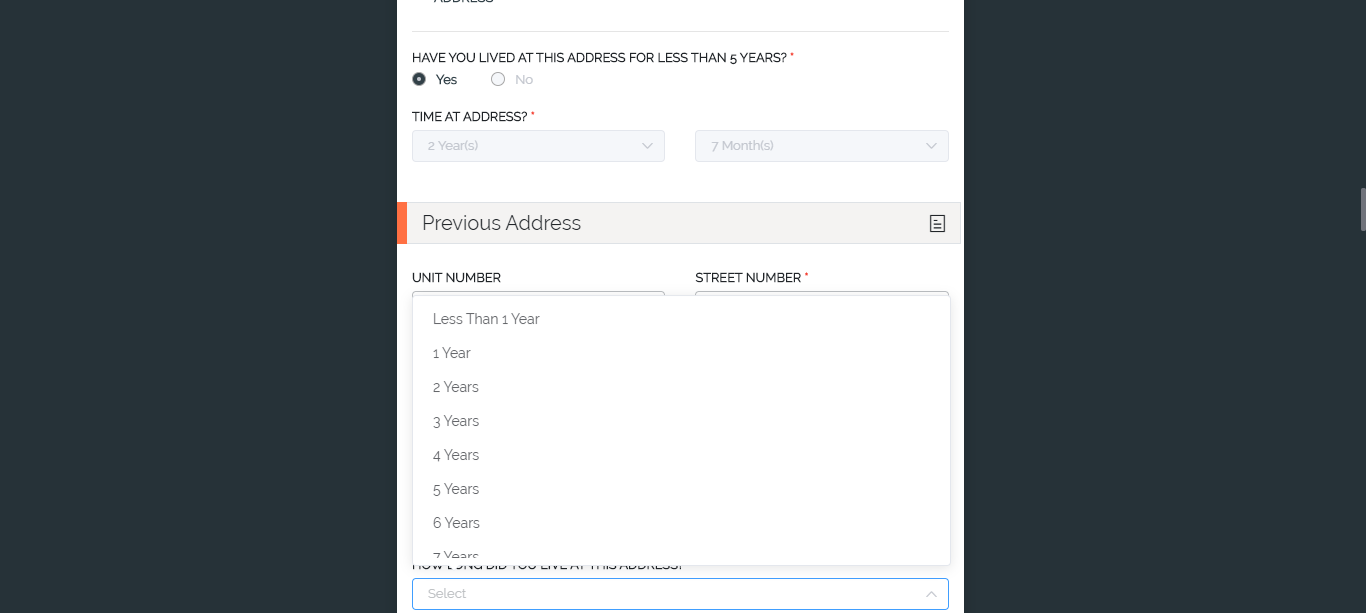 ADDRESS
HAVE YOU LIVED AT THIS ADDRESS FOR LESS THAN 5 YEARS? *
Yes No
TIME AT ADDRESS? *
2 Year(s) 7 Month(s)
Previous Address
UNIT NUMBER STREET NUMBER *
Less Than 1 Year
1 Year
2 Years
3 Years
4 Years
5 Years
6 Years
7 Years
HOW LONG DID YOU LIVE AT THIS ADDRESS?
Select